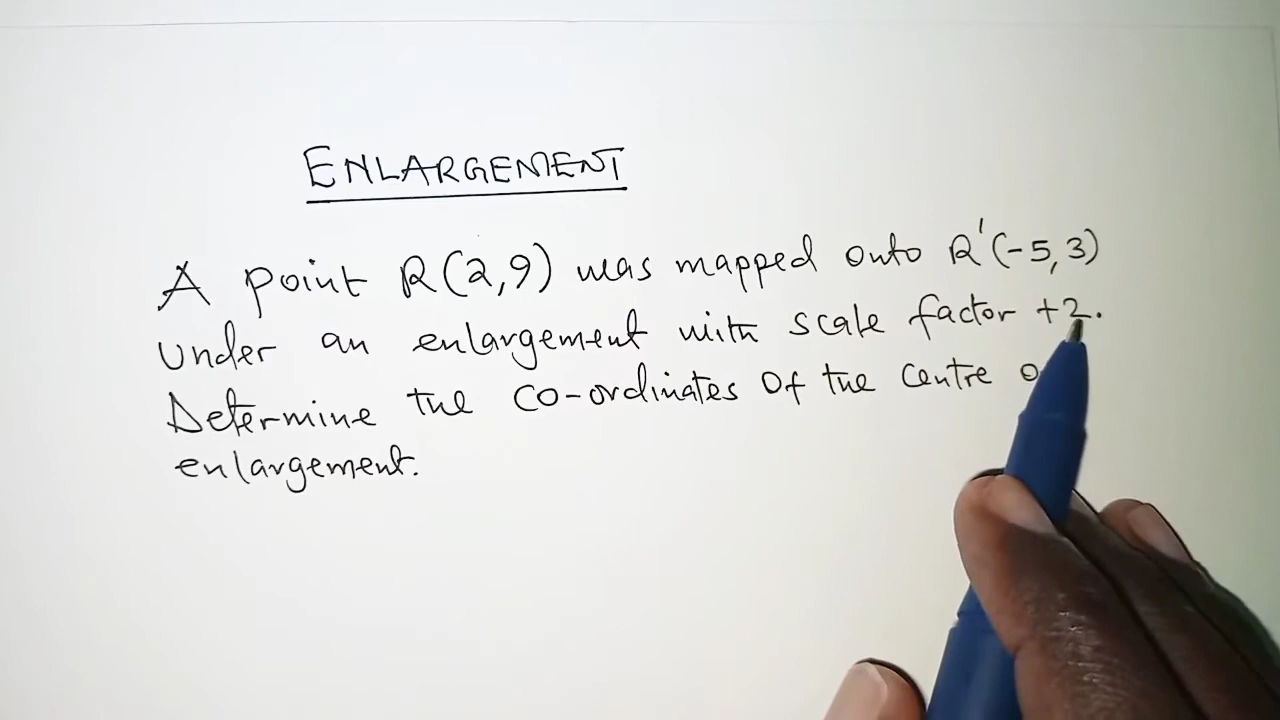 ENLARGEMENT
A point R(2,9) was mapped onto R'(-5,3)
under an enlargement with scale factor +2.
Determine the co-ordinates of the centre
enlargement.